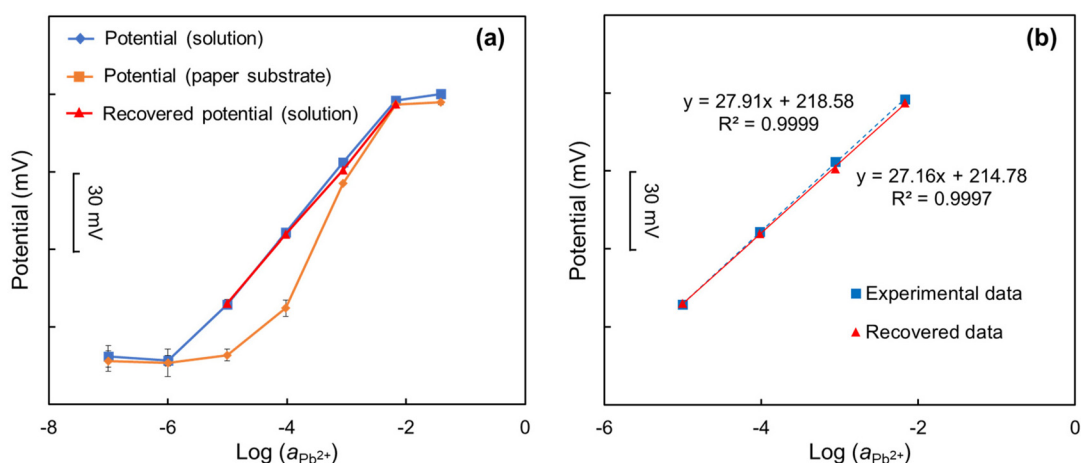 (a)
Potential (solution)
Potential (paper substrate)
Recovered potential (solution)
Potential (mV)
30 mV
-8
-6
-4
-2
0
Log (aPb2+)
(b)
y = 27.91x + 218.58
R² = 0.9999
y = 27.16x + 214.78
R² = 0.9997
Potential (mV)
30 mV
Experimental data
Recovered data
-6
-4
-2
0
Log (aPb2+)